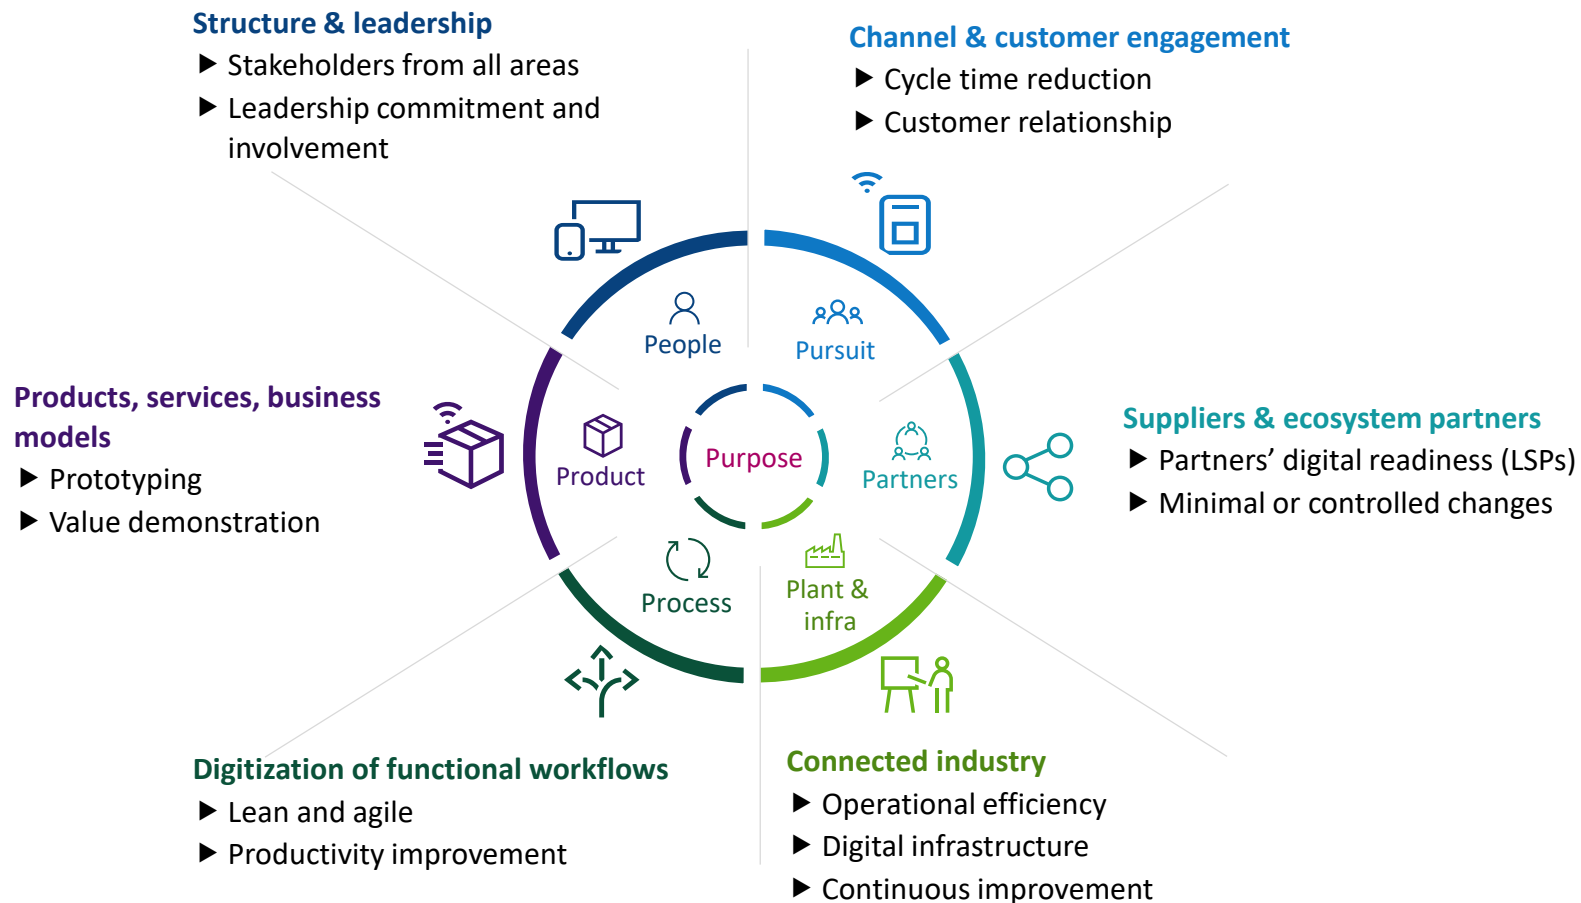 Structure & leadership
▶ Stakeholders from all areas
▶ Leadership commitment and
involvement
Channel & customer engagement
▶ Cycle time reduction
▶ Customer relationship
People
Pursuit
Products, services, business
models
▶ Prototyping
▶ Value demonstration
Product
Purpose
Partners
Suppliers & ecosystem partners
▶ Partners’ digital readiness (LSPs)
▶ Minimal or controlled changes
Process
Plant &
infra
Digitization of functional workflows
▶ Lean and agile
▶ Productivity improvement
Connected industry
▶ Operational efficiency
▶ Digital infrastructure
▶ Continuous improvement